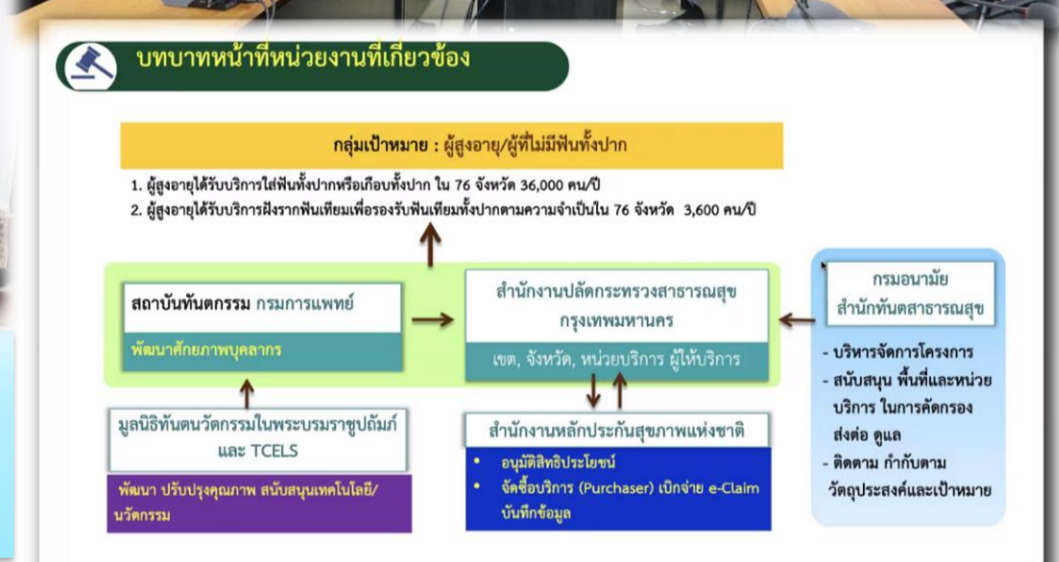 บทบาทหน้าที่หน่วยงานที่เกี่ยวข้อง
กลุ่มเป้าหมาย : ผู้สูงอายุ/ผู้ที่ไม่มีฟันทั้งปาก
1. ผู้สูงอายุได้รับบริการใส่ฟันทั้งปากหรือเกือบทั้งปาก ใน 76 จังหวัด 36,000 คน/ปี
2. ผู้สูงอายุได้รับบริการฝังรากฟันเทียมเพื่อรองรับฟันเทียมทั้งปากตามความจำเป็นใน 76 จังหวัด 3,600 คน/ปี
สถาบันทันตกรรม กรมการแพทย์
พัฒนาศักยภาพบุคลากร
สำนักงานปลัดกระทรวงสาธารณสุข
กรุงเทพมหานคร
เขต, จังหวัด, หน่วยบริการ ผู้ให้บริการ
กรมอนามัย
สำนักทันตสาธารณสุข
- บริหารจัดการโครงการ
- สนับสนุน พื้นที่และหน่วย
บริการ ในการคัดกรอง
ส่งต่อ ดูแล
- ติดตาม กำกับตาม
วัตถุประสงค์และเป้าหมาย
มูลนิธิทันตนวัตกรรมในพระบรมราชูปถัมภ์
และ TCELS
พัฒนา ปรับปรุงคุณภาพ สนับสนุนเทคโนโลยี/
นวัตกรรม
สำนักงานหลักประกันสุขภาพแห่งชาติ
• อนุมัติสิทธิประโยชน์
• จัดซื้อบริการ (Purchaser) เบิกจ่าย e-Claim
บันทึกข้อมูล